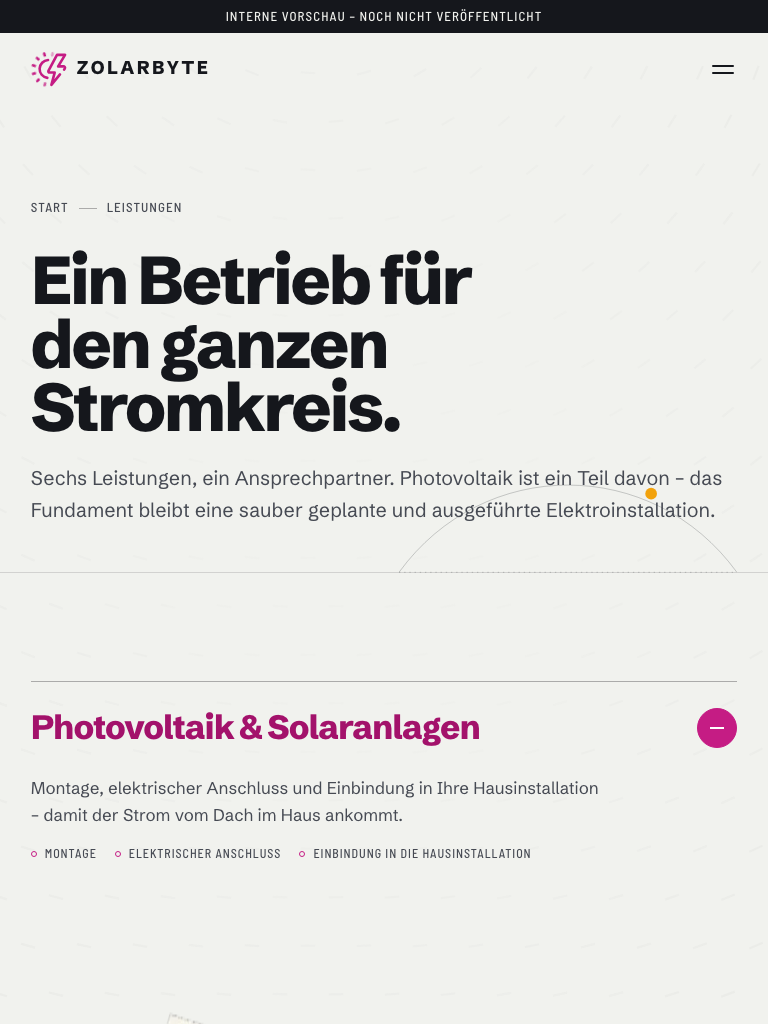 INTERNE VORSCHAU – NOCH NICHT VERÖFFENTLICHT
ZOLARBYTE
START — LEISTUNGEN
Ein Betrieb für
den ganzen
Stromkreis.
Sechs Leistungen, ein Ansprechpartner. Photovoltaik ist ein Teil davon – das
Fundament bleibt eine sauber geplante und ausgeführte Elektroinstallation.
Photovoltaik & Solaranlagen
Montage, elektrischer Anschluss und Einbindung in Ihre Hausinstallation
– damit der Strom vom Dach im Haus ankommt.
MONTAGE ELEKTRISCHER ANSCHLUSS EINBINDUNG IN DIE HAUSINSTALLATION